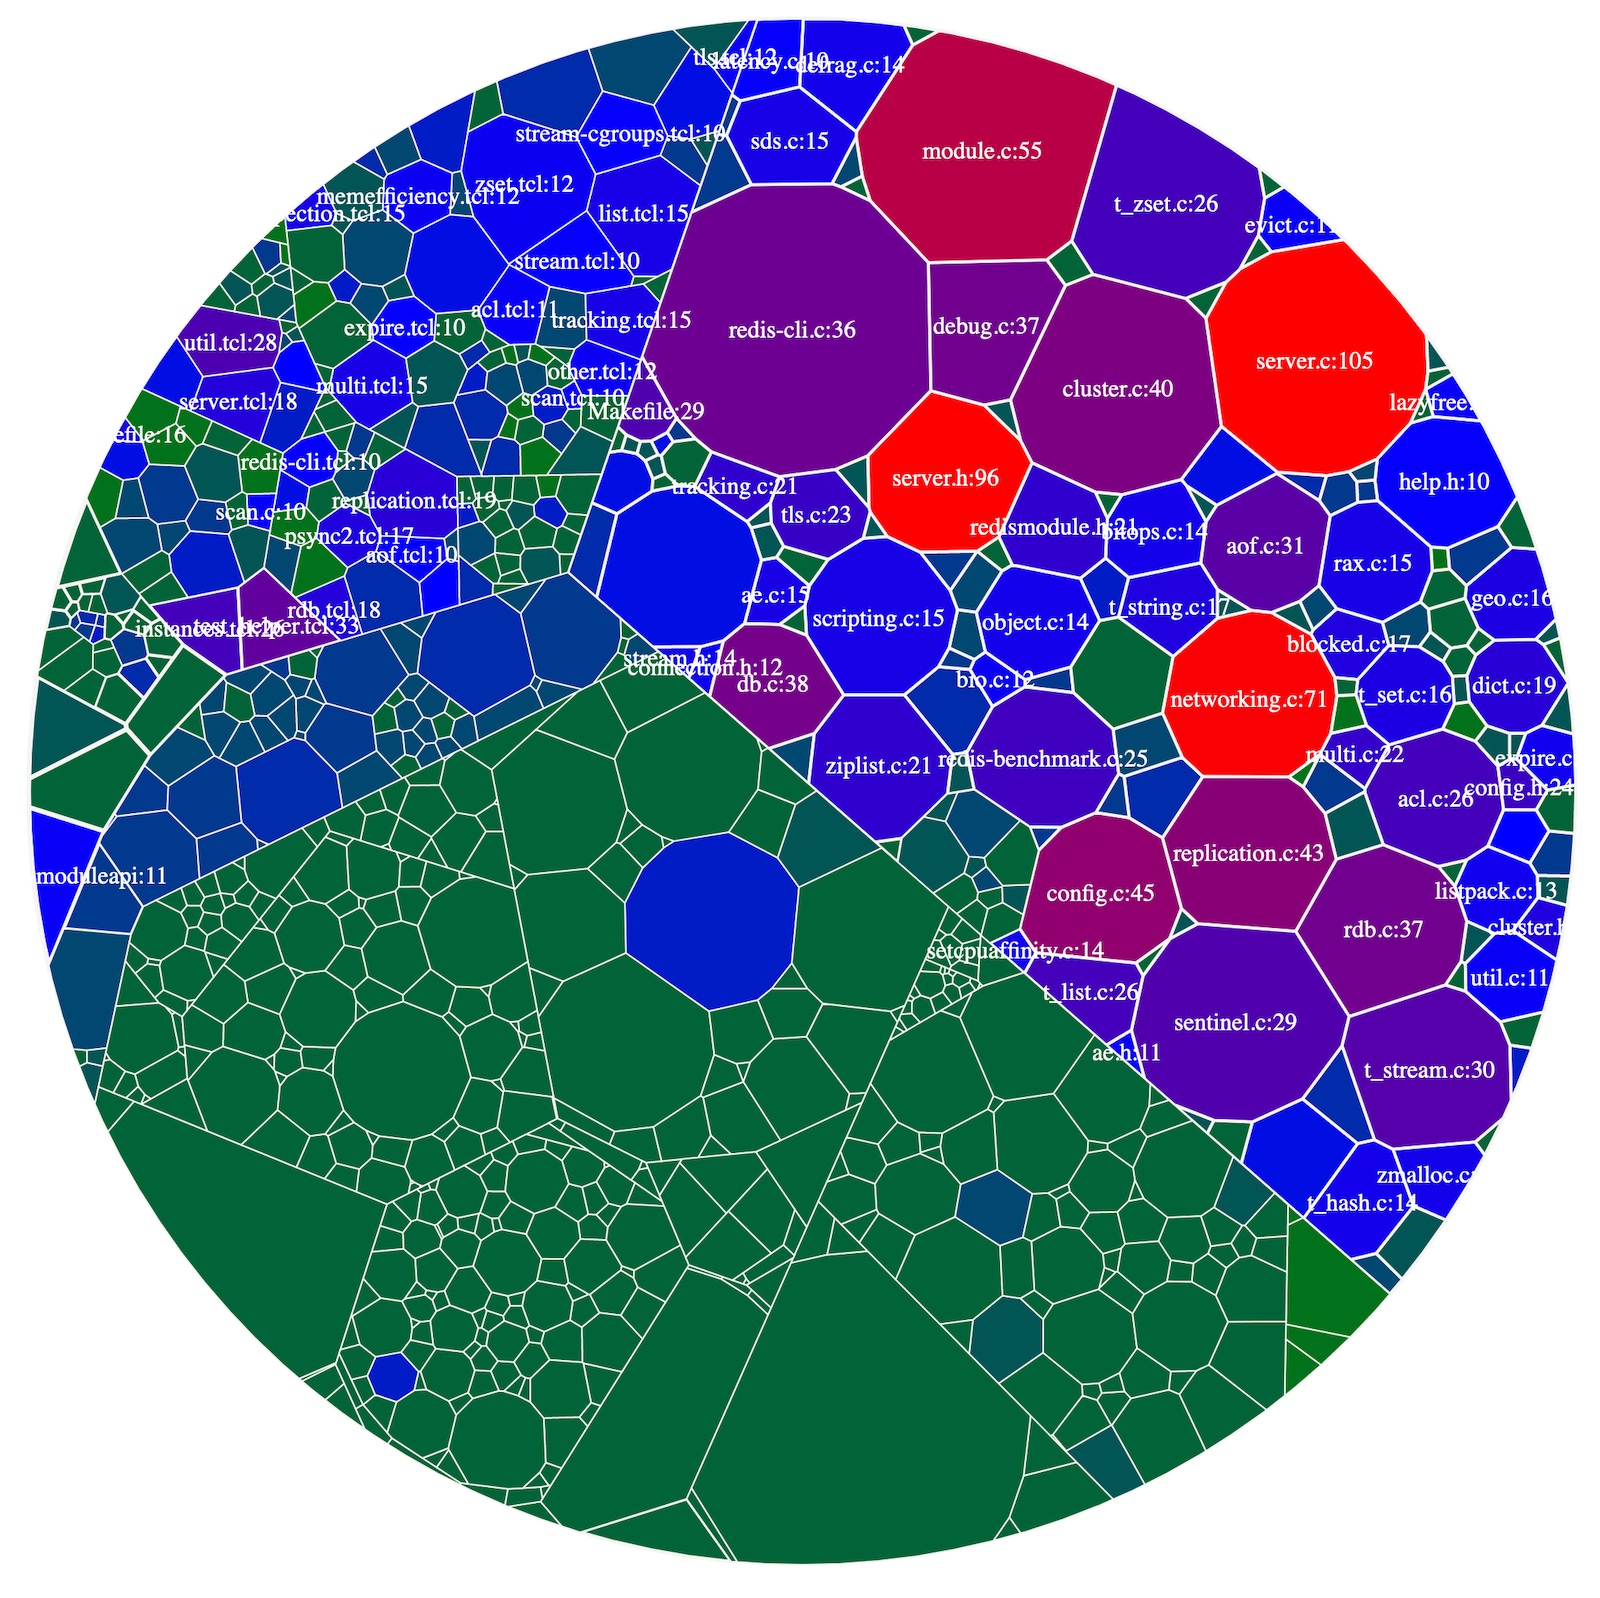 tls.tcl:12
latency.c:10
defrag.c:14
stream-cgroups.tcl:10
sds.c:15
module.c:55
zset.tcl:12
memefficiency.tcl:12
t_zset.c:26
ection.tcl:15
list.tcl:15
evict.c:1
stream.tcl:10
acl.tcl:11
tracking.tcl:15
expire.tcl:10
redis-cli.c:36
debug.c:37
util.tcl:28
server.c:105
other.tcl:12
multi.tcl:15
cluster.c:40
scan.tcl:10
server.tcl:18
lazyfree.
Makefile:29
efile:16
redis-cli.tcl:10
server.h:96
help.h:10
tracking.c:21
replication.tcl:19
scan.c:10
tls.c:23
redismodule.h:21
bitops.c:14
psync2.tcl:17
aof.c:31
aof.tcl:10
rax.c:15
ae.c:15
geo.c:16
rdb.tcl:18
t_string.c:17
scripting.c:15
object.c:14
instances.tcl:26
test_helper.tcl:33
blocked.c:17
stream.h:14
connection.h:12
bio.c:12
db.c:38
dict.c:19
t_set.c:16
networking.c:71
multi.c:22
redis-benchmark.c:25
expire.c
ziplist.c:21
config.h:24
acl.c:26
replication.c:43
moduleapi:11
config.c:45
listpack.c:13
rdb.c:37
cluster.h
setcpuaffinity.c:14
util.c:11
t_list.c:26
sentinel.c:29
ae.h:11
t_stream.c:30
zmalloc.c
t_hash.c:14